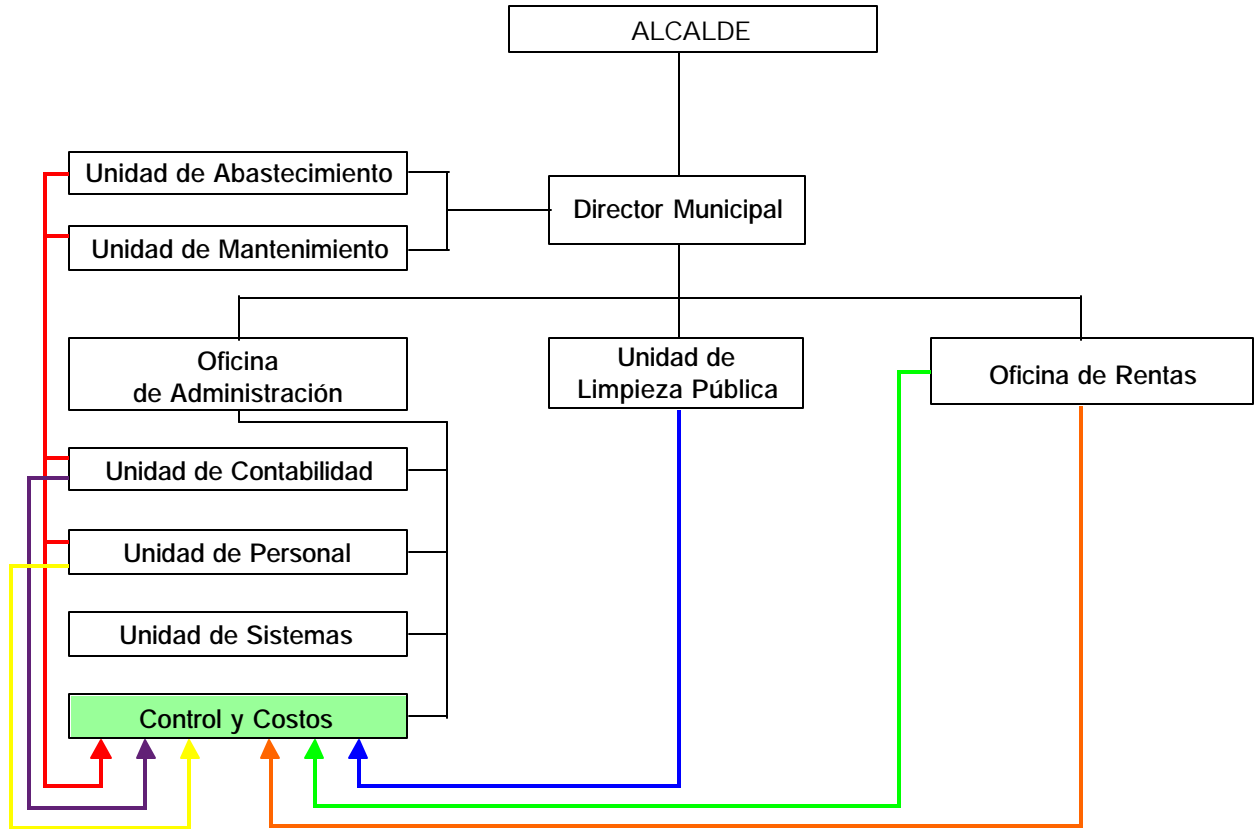 ALCALDE
Unidad de Abastecimiento
Director Municipal
Unidad de Mantenimiento
Oficina
de Administración
Unidad de
Limpieza Pública
Oficina de Rentas
Unidad de Contabilidad
Unidad de Personal
Unidad de Sistemas
Control y Costos